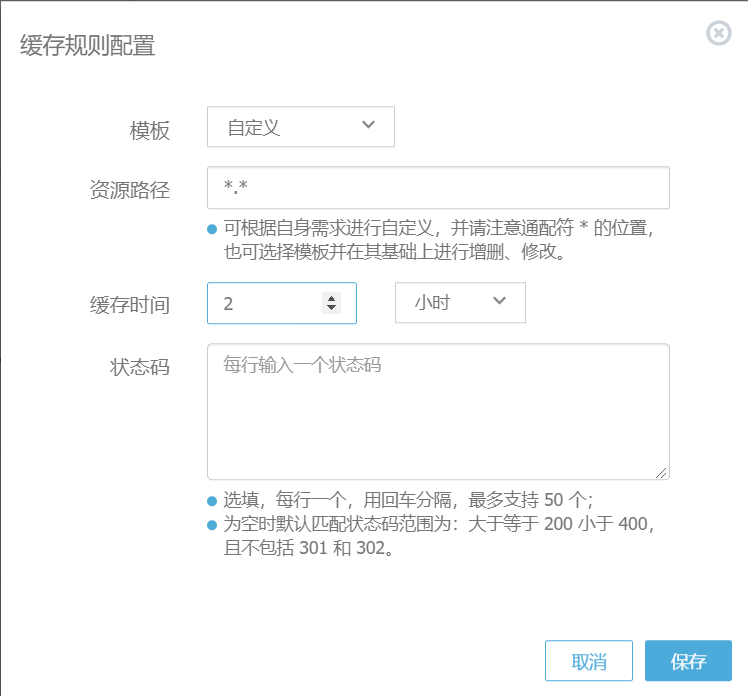 缓存规则配置
模板
自定义
资源路径
*.*
可根据自身需求进行自定义，并请注意通配符 * 的位置，
也可选择模板并在其基础上进行增删、修改。
缓存时间
2
小时
状态码
每行输入一个状态码
选填，每行一个，用回车分隔，最多支持 50 个；
为空时默认匹配状态码范围为：大于等于 200 小于 400，
且不包括 301 和 302。
取消
保存